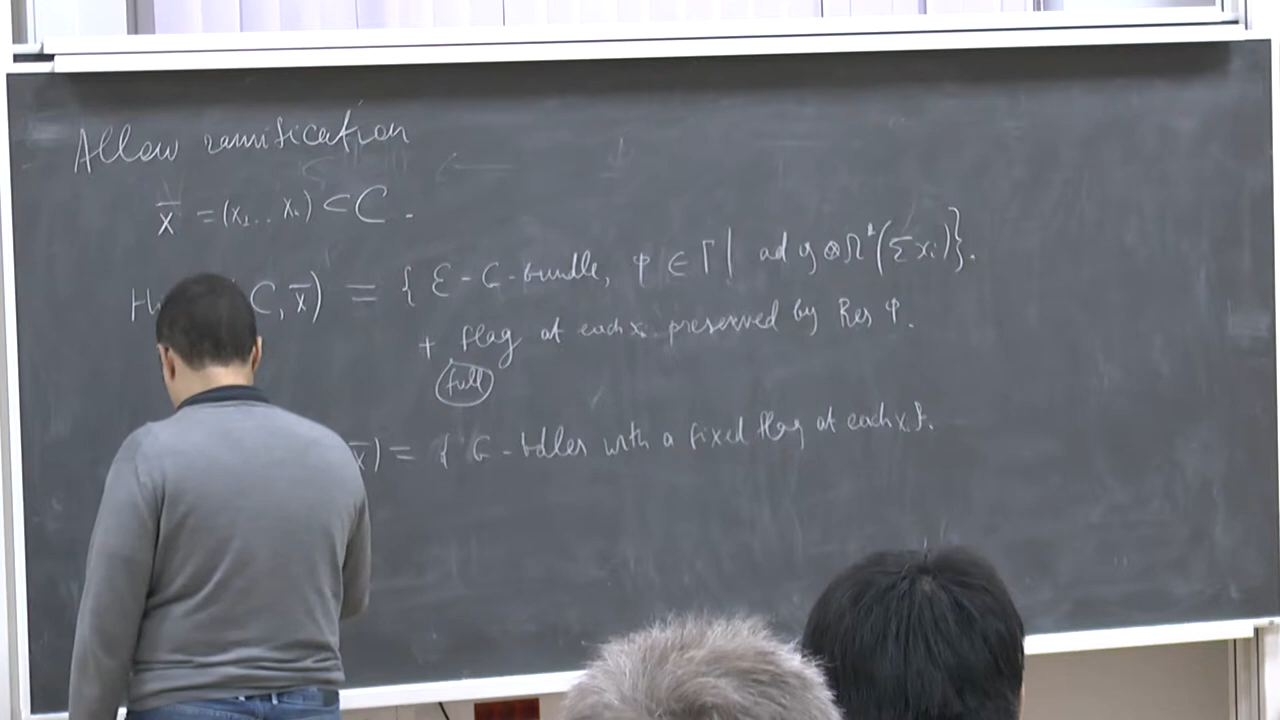 Allow ramification
x̄ = (x₁.. xₙ) ⊂ C.
H C, x̄) = { ℰ - G - bundle, φ ∈ Γ( ad g ⊗ Ω¹(Σxᵢ)}.
+ flag at each xᵢ preserved by Res φ.
full
x̄) = { G - bdles with a fixed flag at each xᵢ}.